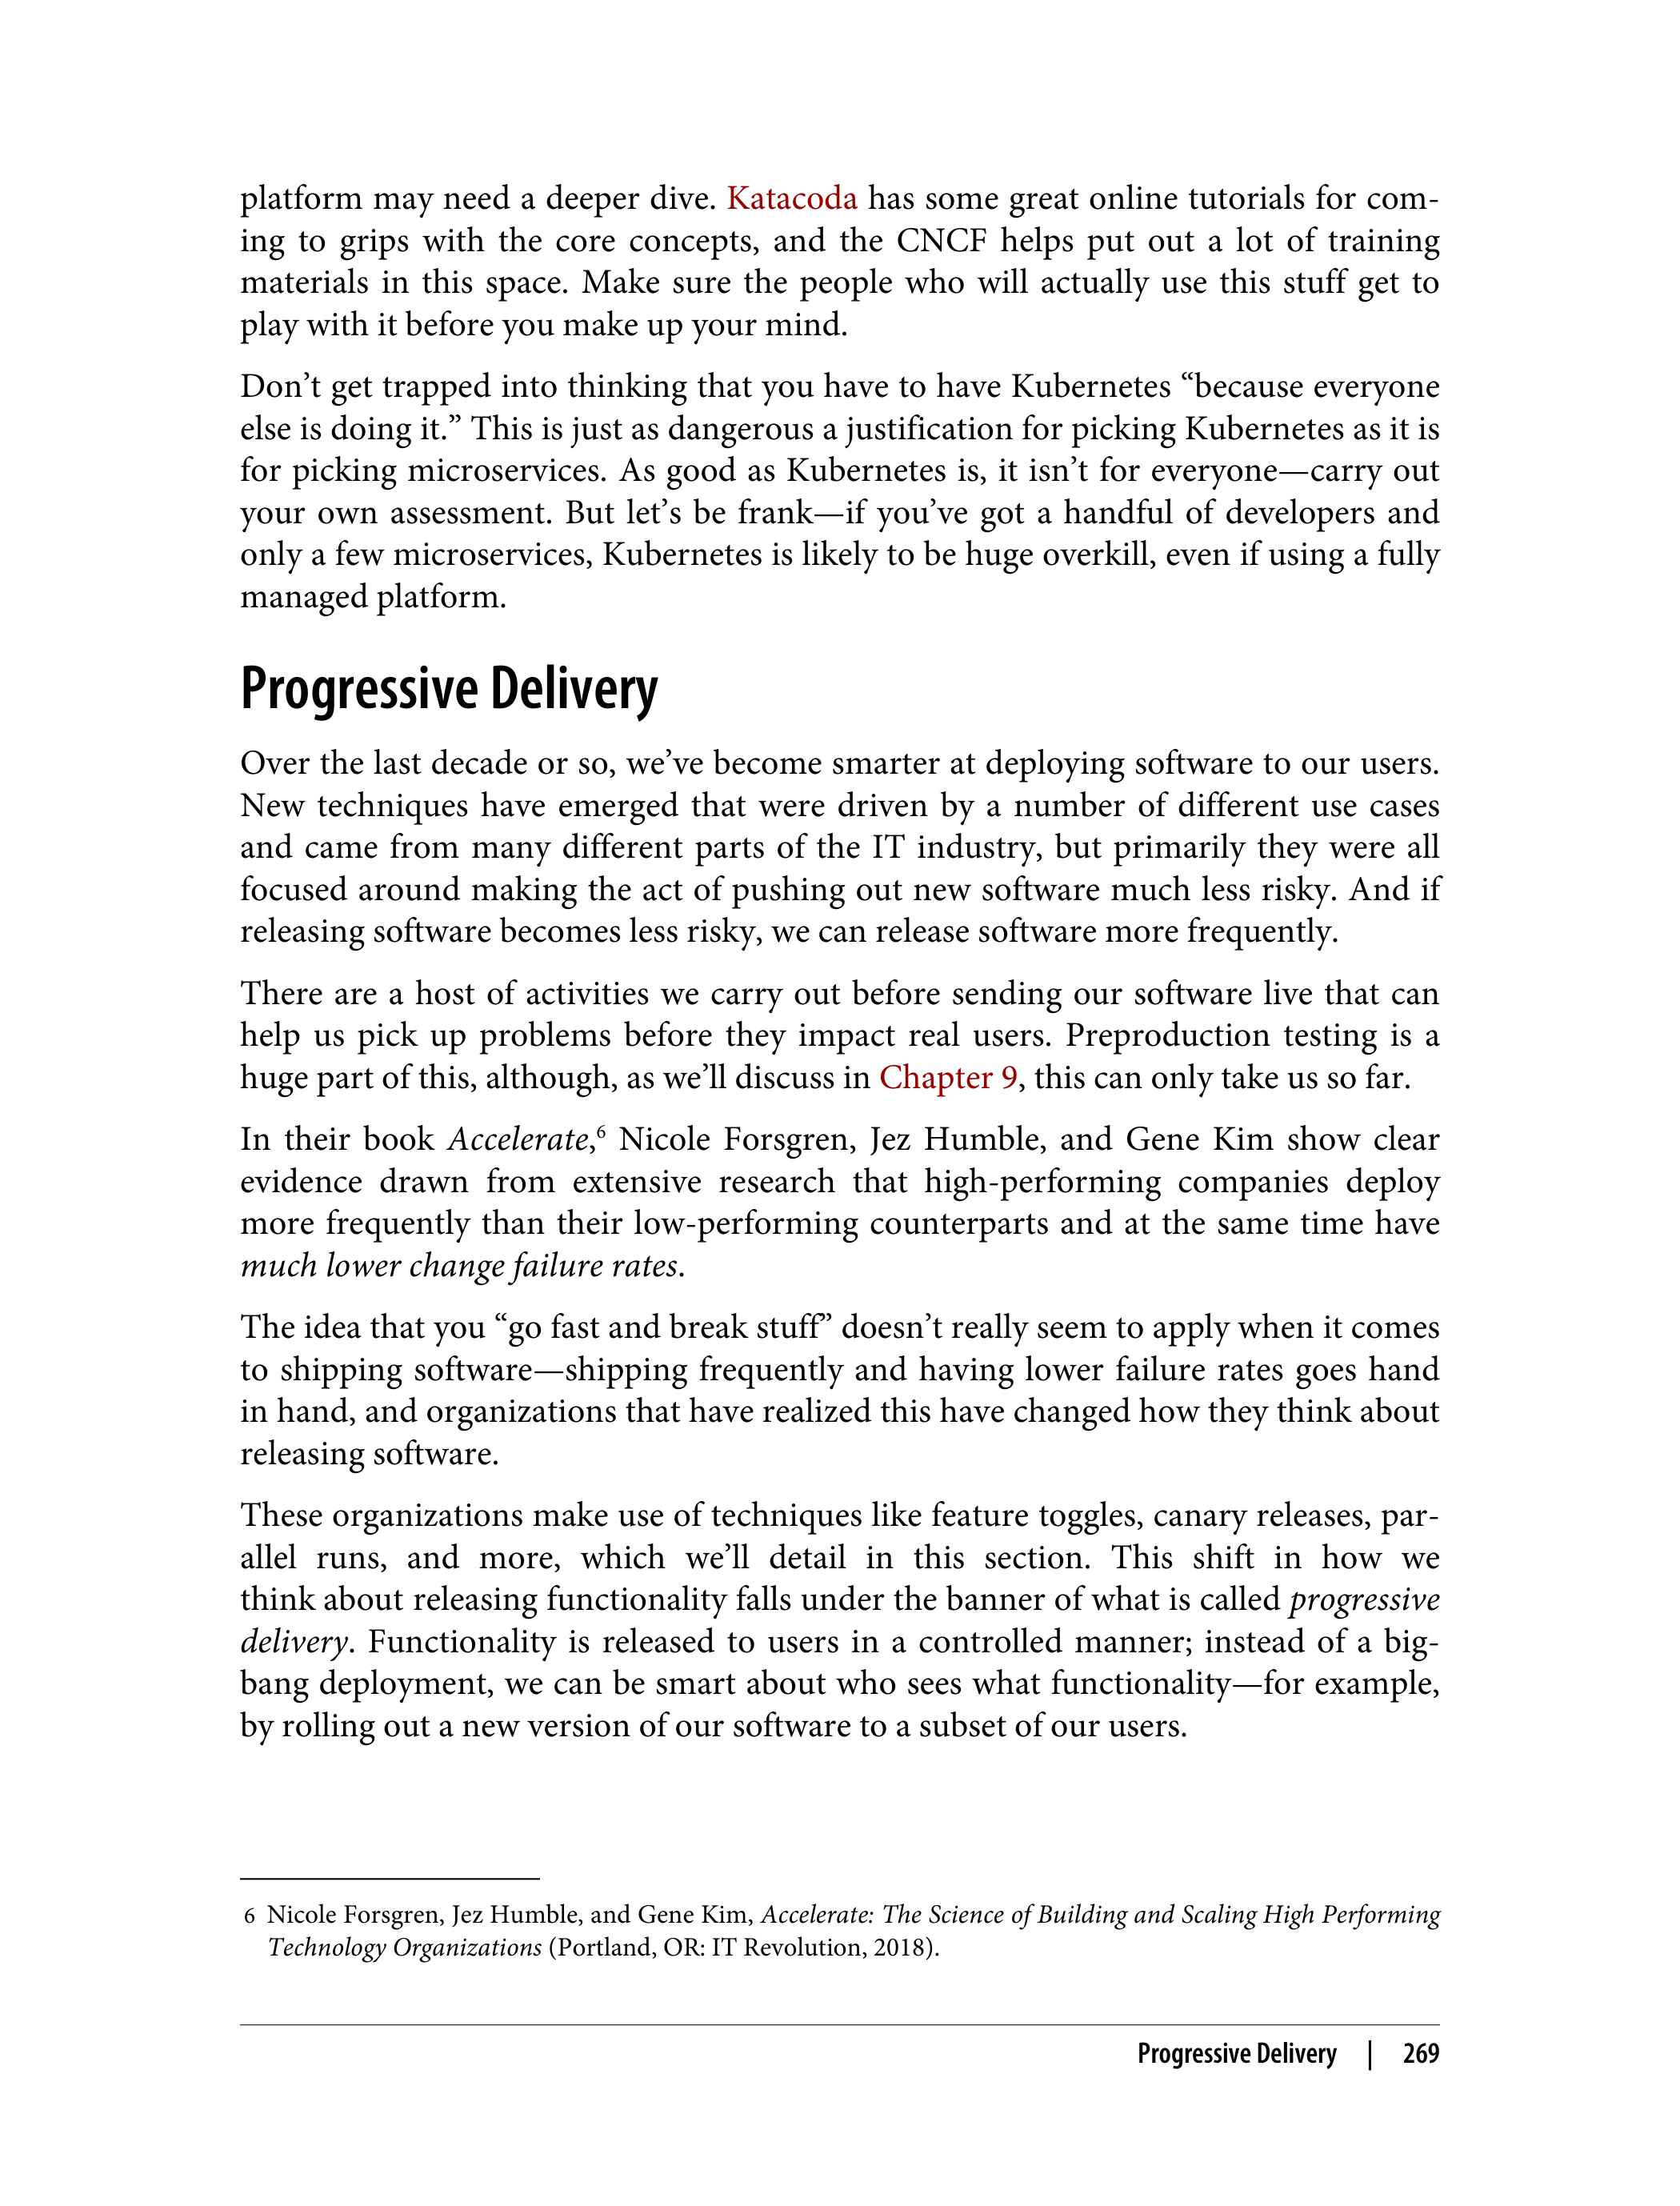 platform may need a deeper dive. Katacoda has some great online tutorials for com-
ing to grips with the core concepts, and the CNCF helps put out a lot of training
materials in this space. Make sure the people who will actually use this stuff get to
play with it before you make up your mind.
Don’t get trapped into thinking that you have to have Kubernetes “because everyone
else is doing it.” This is just as dangerous a justification for picking Kubernetes as it is
for picking microservices. As good as Kubernetes is, it isn’t for everyone—carry out
your own assessment. But let’s be frank—if you’ve got a handful of developers and
only a few microservices, Kubernetes is likely to be huge overkill, even if using a fully
managed platform.
Progressive Delivery
Over the last decade or so, we’ve become smarter at deploying software to our users.
New techniques have emerged that were driven by a number of different use cases
and came from many different parts of the IT industry, but primarily they were all
focused around making the act of pushing out new software much less risky. And if
releasing software becomes less risky, we can release software more frequently.
There are a host of activities we carry out before sending our software live that can
help us pick up problems before they impact real users. Preproduction testing is a
huge part of this, although, as we’ll discuss in Chapter 9, this can only take us so far.
In their book Accelerate,⁶ Nicole Forsgren, Jez Humble, and Gene Kim show clear
evidence drawn from extensive research that high-performing companies deploy
more frequently than their low-performing counterparts and at the same time have
much lower change failure rates.
The idea that you “go fast and break stuff” doesn’t really seem to apply when it comes
to shipping software—shipping frequently and having lower failure rates goes hand
in hand, and organizations that have realized this have changed how they think about
releasing software.
These organizations make use of techniques like feature toggles, canary releases, par-
allel runs, and more, which we’ll detail in this section. This shift in how we
think about releasing functionality falls under the banner of what is called progressive
delivery. Functionality is released to users in a controlled manner; instead of a big-
bang deployment, we can be smart about who sees what functionality—for example,
by rolling out a new version of our software to a subset of our users.
6 Nicole Forsgren, Jez Humble, and Gene Kim, Accelerate: The Science of Building and Scaling High Performing
Technology Organizations (Portland, OR: IT Revolution, 2018).
Progressive Delivery | 269